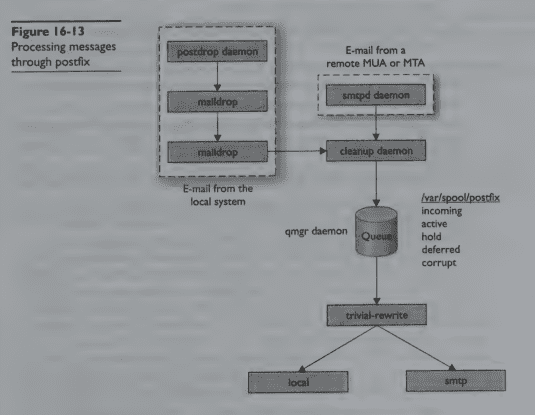 Figure 16-13
Processing messages
through postfix
postdrop daemon
maildrop
maildrop
E-mail from the
local system
E-mail from a
remote MUA or MTA
smtpd daemon
cleanup daemon
qmgr daemon
Queue
/var/spool/postfix
incoming
active
hold
deferred
corrupt
trivial-rewrite
local
smtp